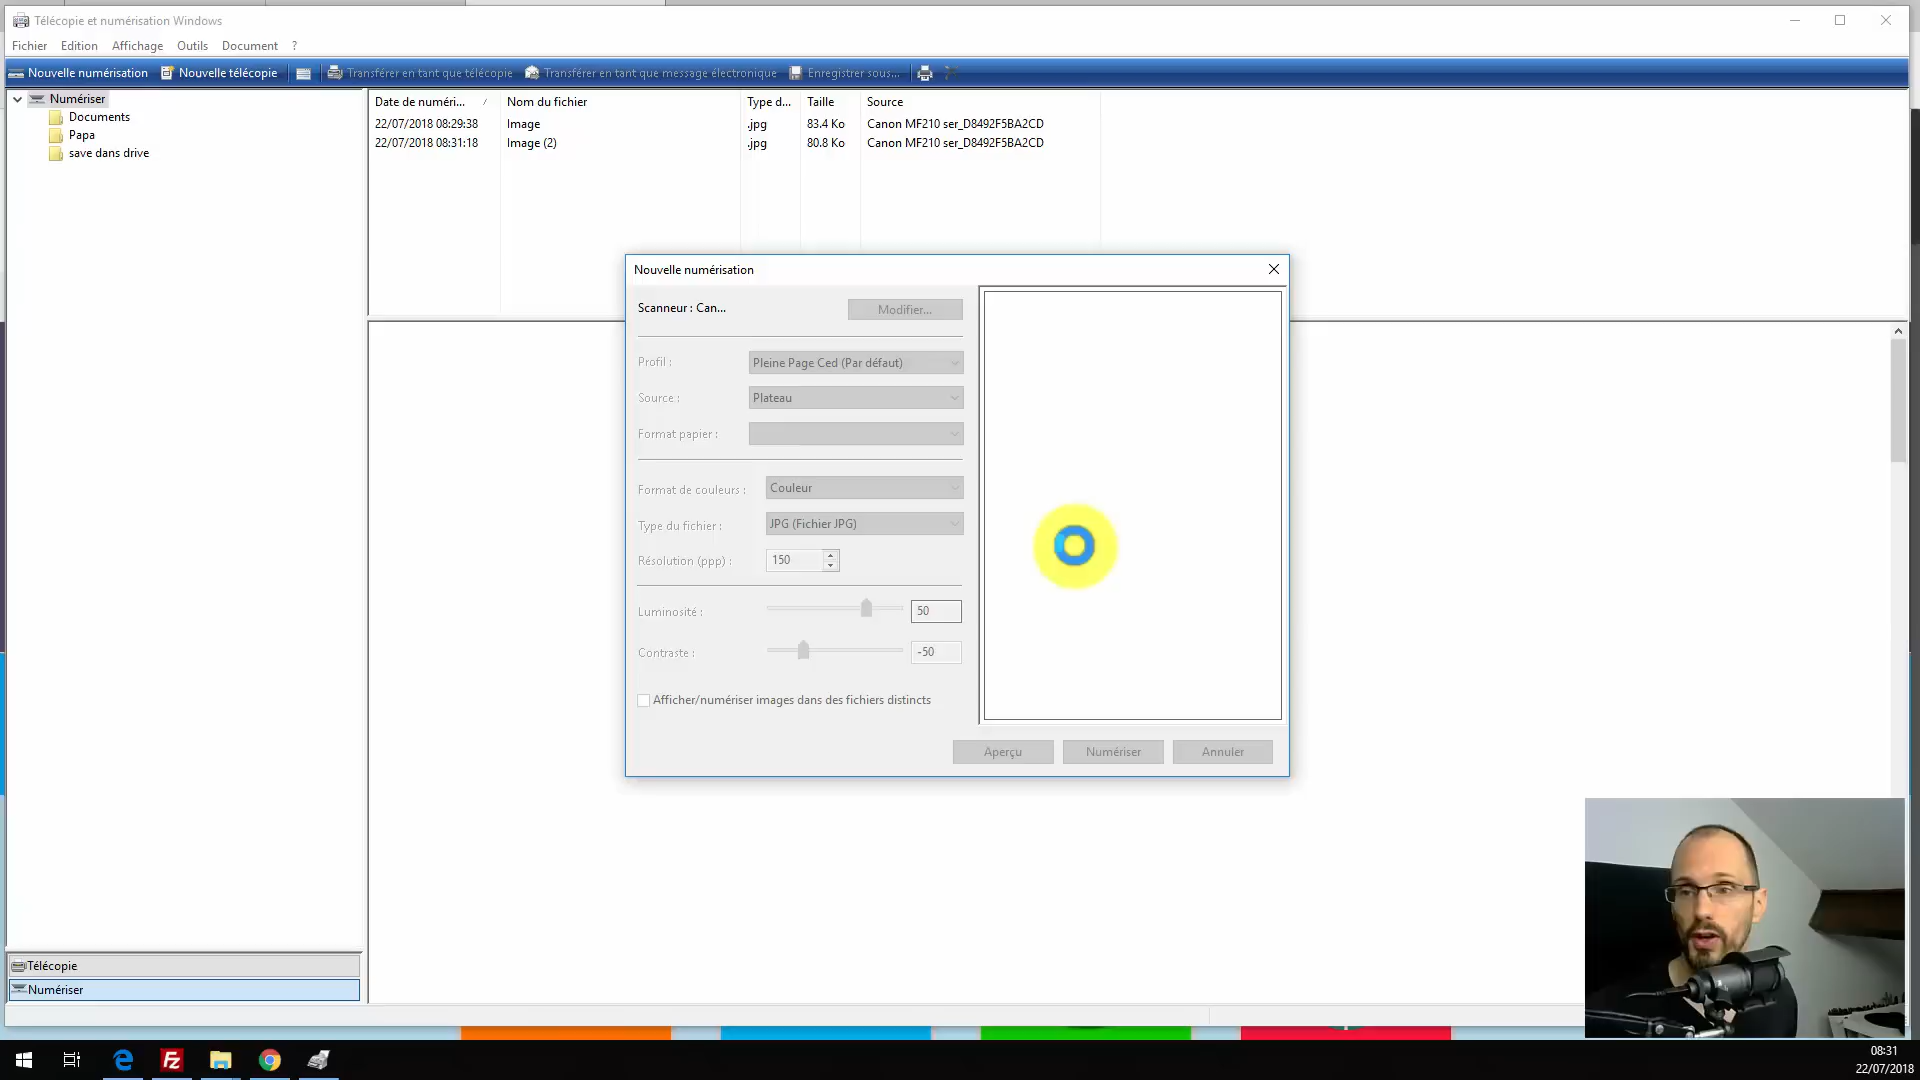 Télécopie et numérisation Windows
Fichier Edition Affichage Outils Document ?
Nouvelle numérisation Nouvelle télécopie Transférer en tant que télécopie Transférer en tant que message électronique Enregistrer sous...
Numériser
Documents
Papa
save dans drive
Date de numéri... Nom du fichier Type d... Taille Source
22/07/2018 08:29:38 Image .jpg 83.4 Ko Canon MF210 ser_D8492F5BA2CD
22/07/2018 08:31:18 Image (2) .jpg 80.8 Ko Canon MF210 ser_D8492F5BA2CD
Nouvelle numérisation
Scanneur : Can... Modifier...
Profil : Pleine Page Ced (Par défaut)
Source : Plateau
Format papier :
Format de couleurs : Couleur
Type du fichier : JPG (Fichier JPG)
Résolution (ppp) : 150
Luminosité : 50
Contraste : -50
Afficher/numériser images dans des fichiers distincts
Aperçu Numériser Annuler
Télécopie
Numériser
Fz
08:31
22/07/2018